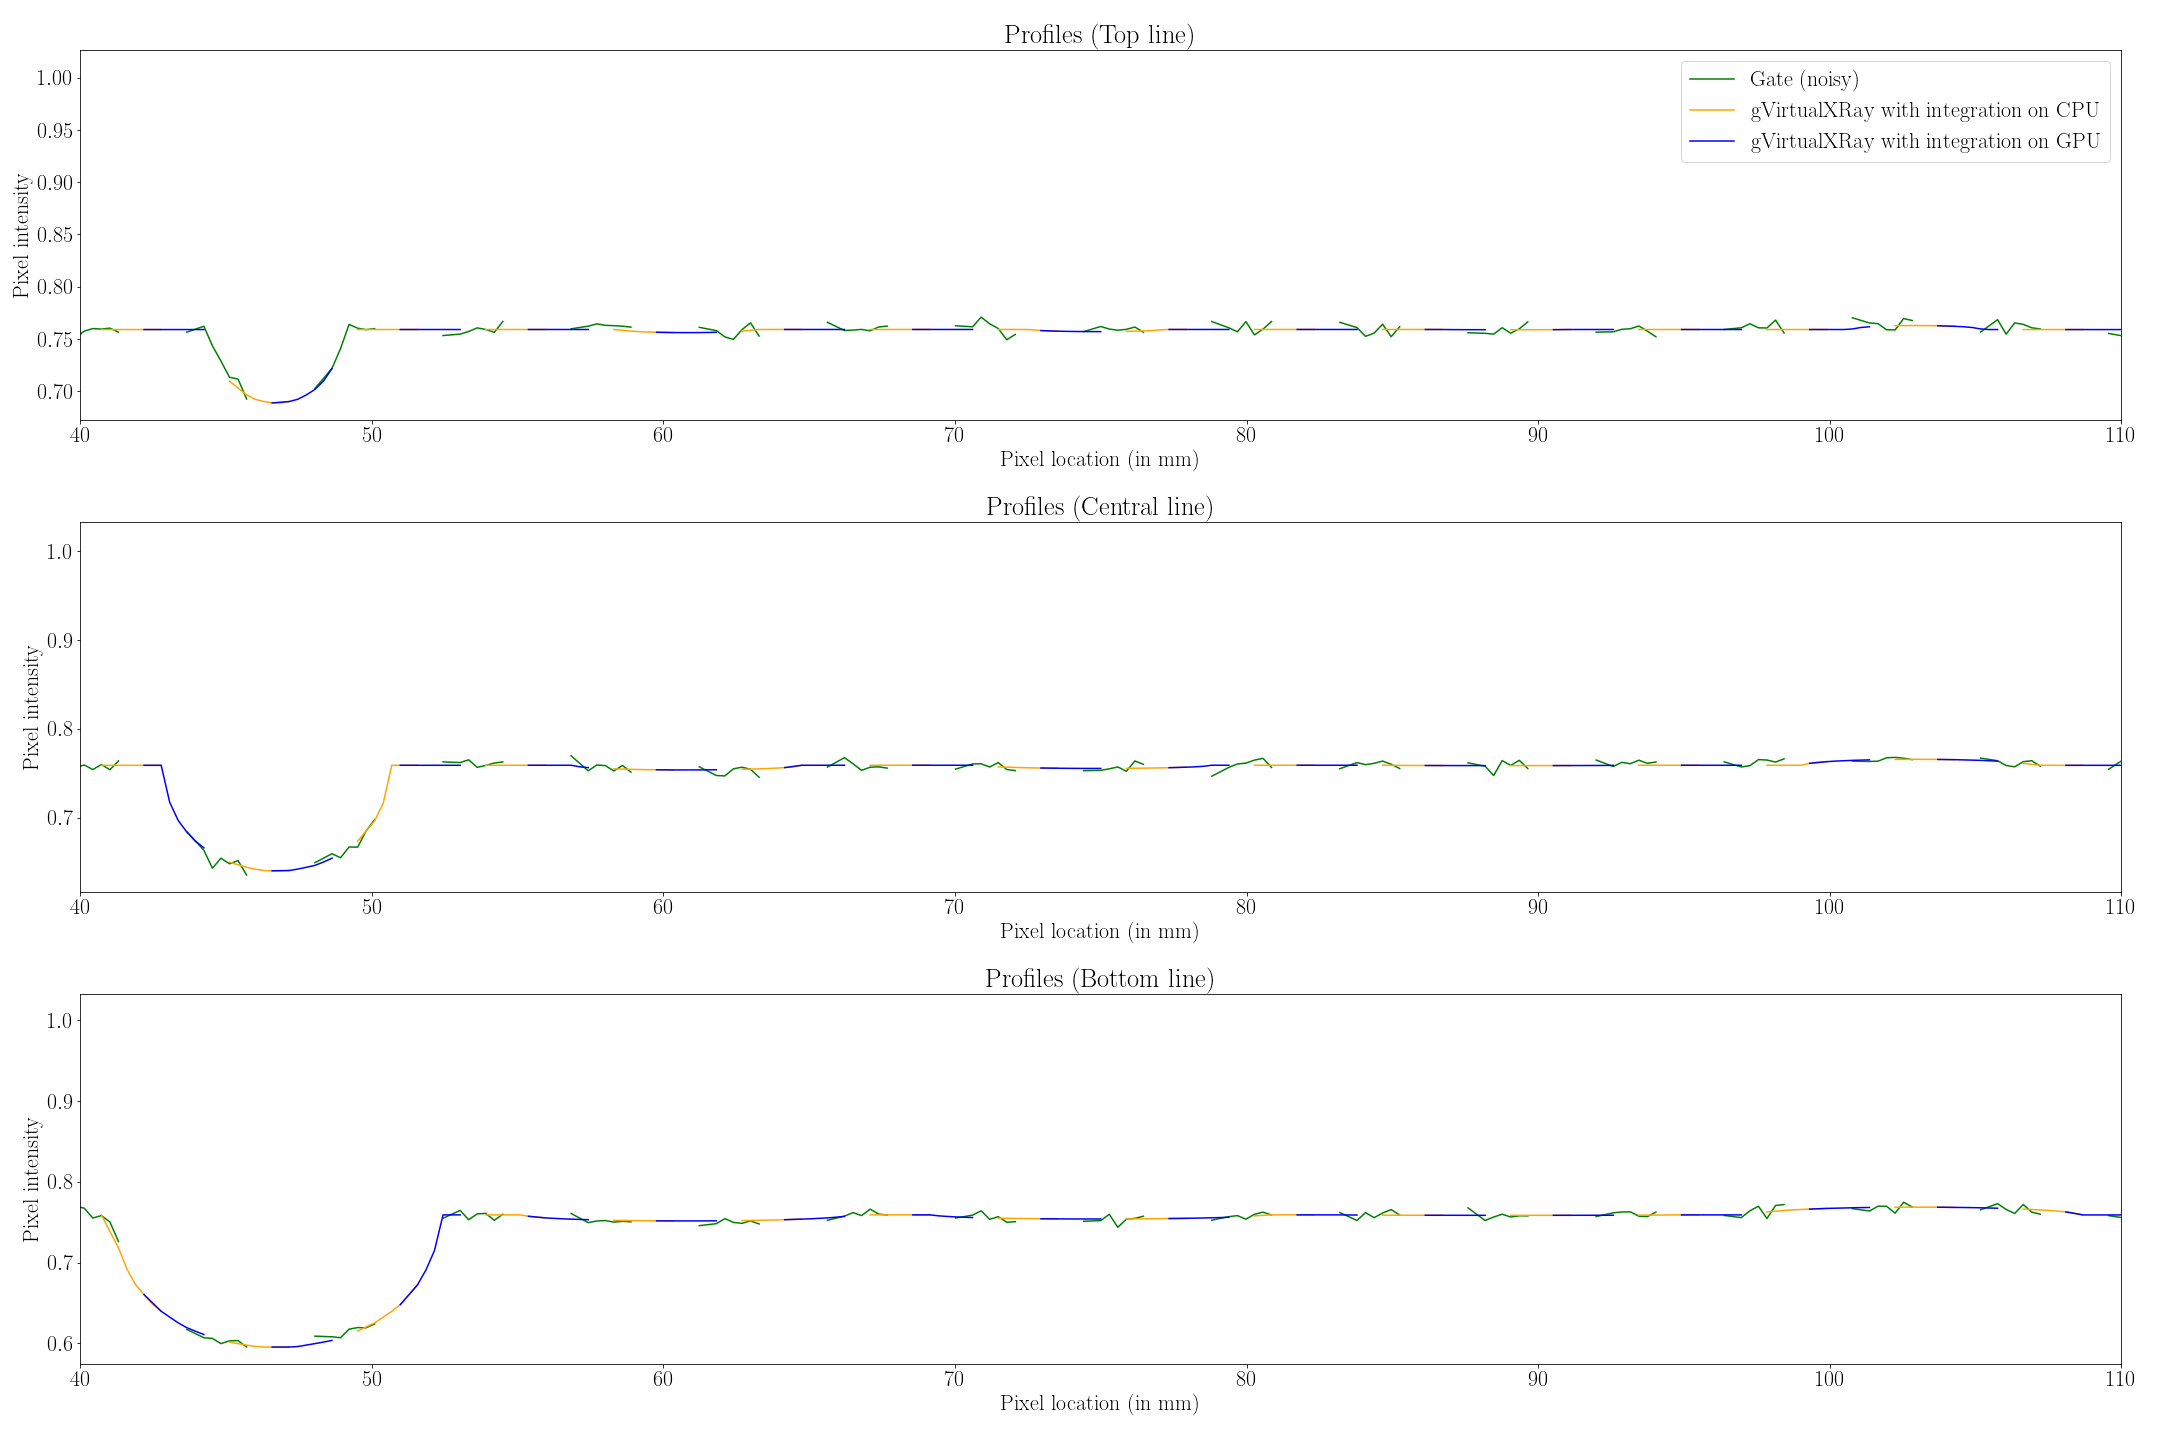 Profiles (Top line)
1.00
0.95
0.90
0.85
0.80
0.75
0.70
Pixel intensity
Gate (noisy)
gVirtualXRay with integration on CPU
gVirtualXRay with integration on GPU
40 50 60 70 80 90 100 110
Pixel location (in mm)
Profiles (Central line)
1.0
0.9
0.8
0.7
Pixel intensity
40 50 60 70 80 90 100 110
Pixel location (in mm)
Profiles (Bottom line)
1.0
0.9
0.8
0.7
0.6
Pixel intensity
40 50 60 70 80 90 100 110
Pixel location (in mm)